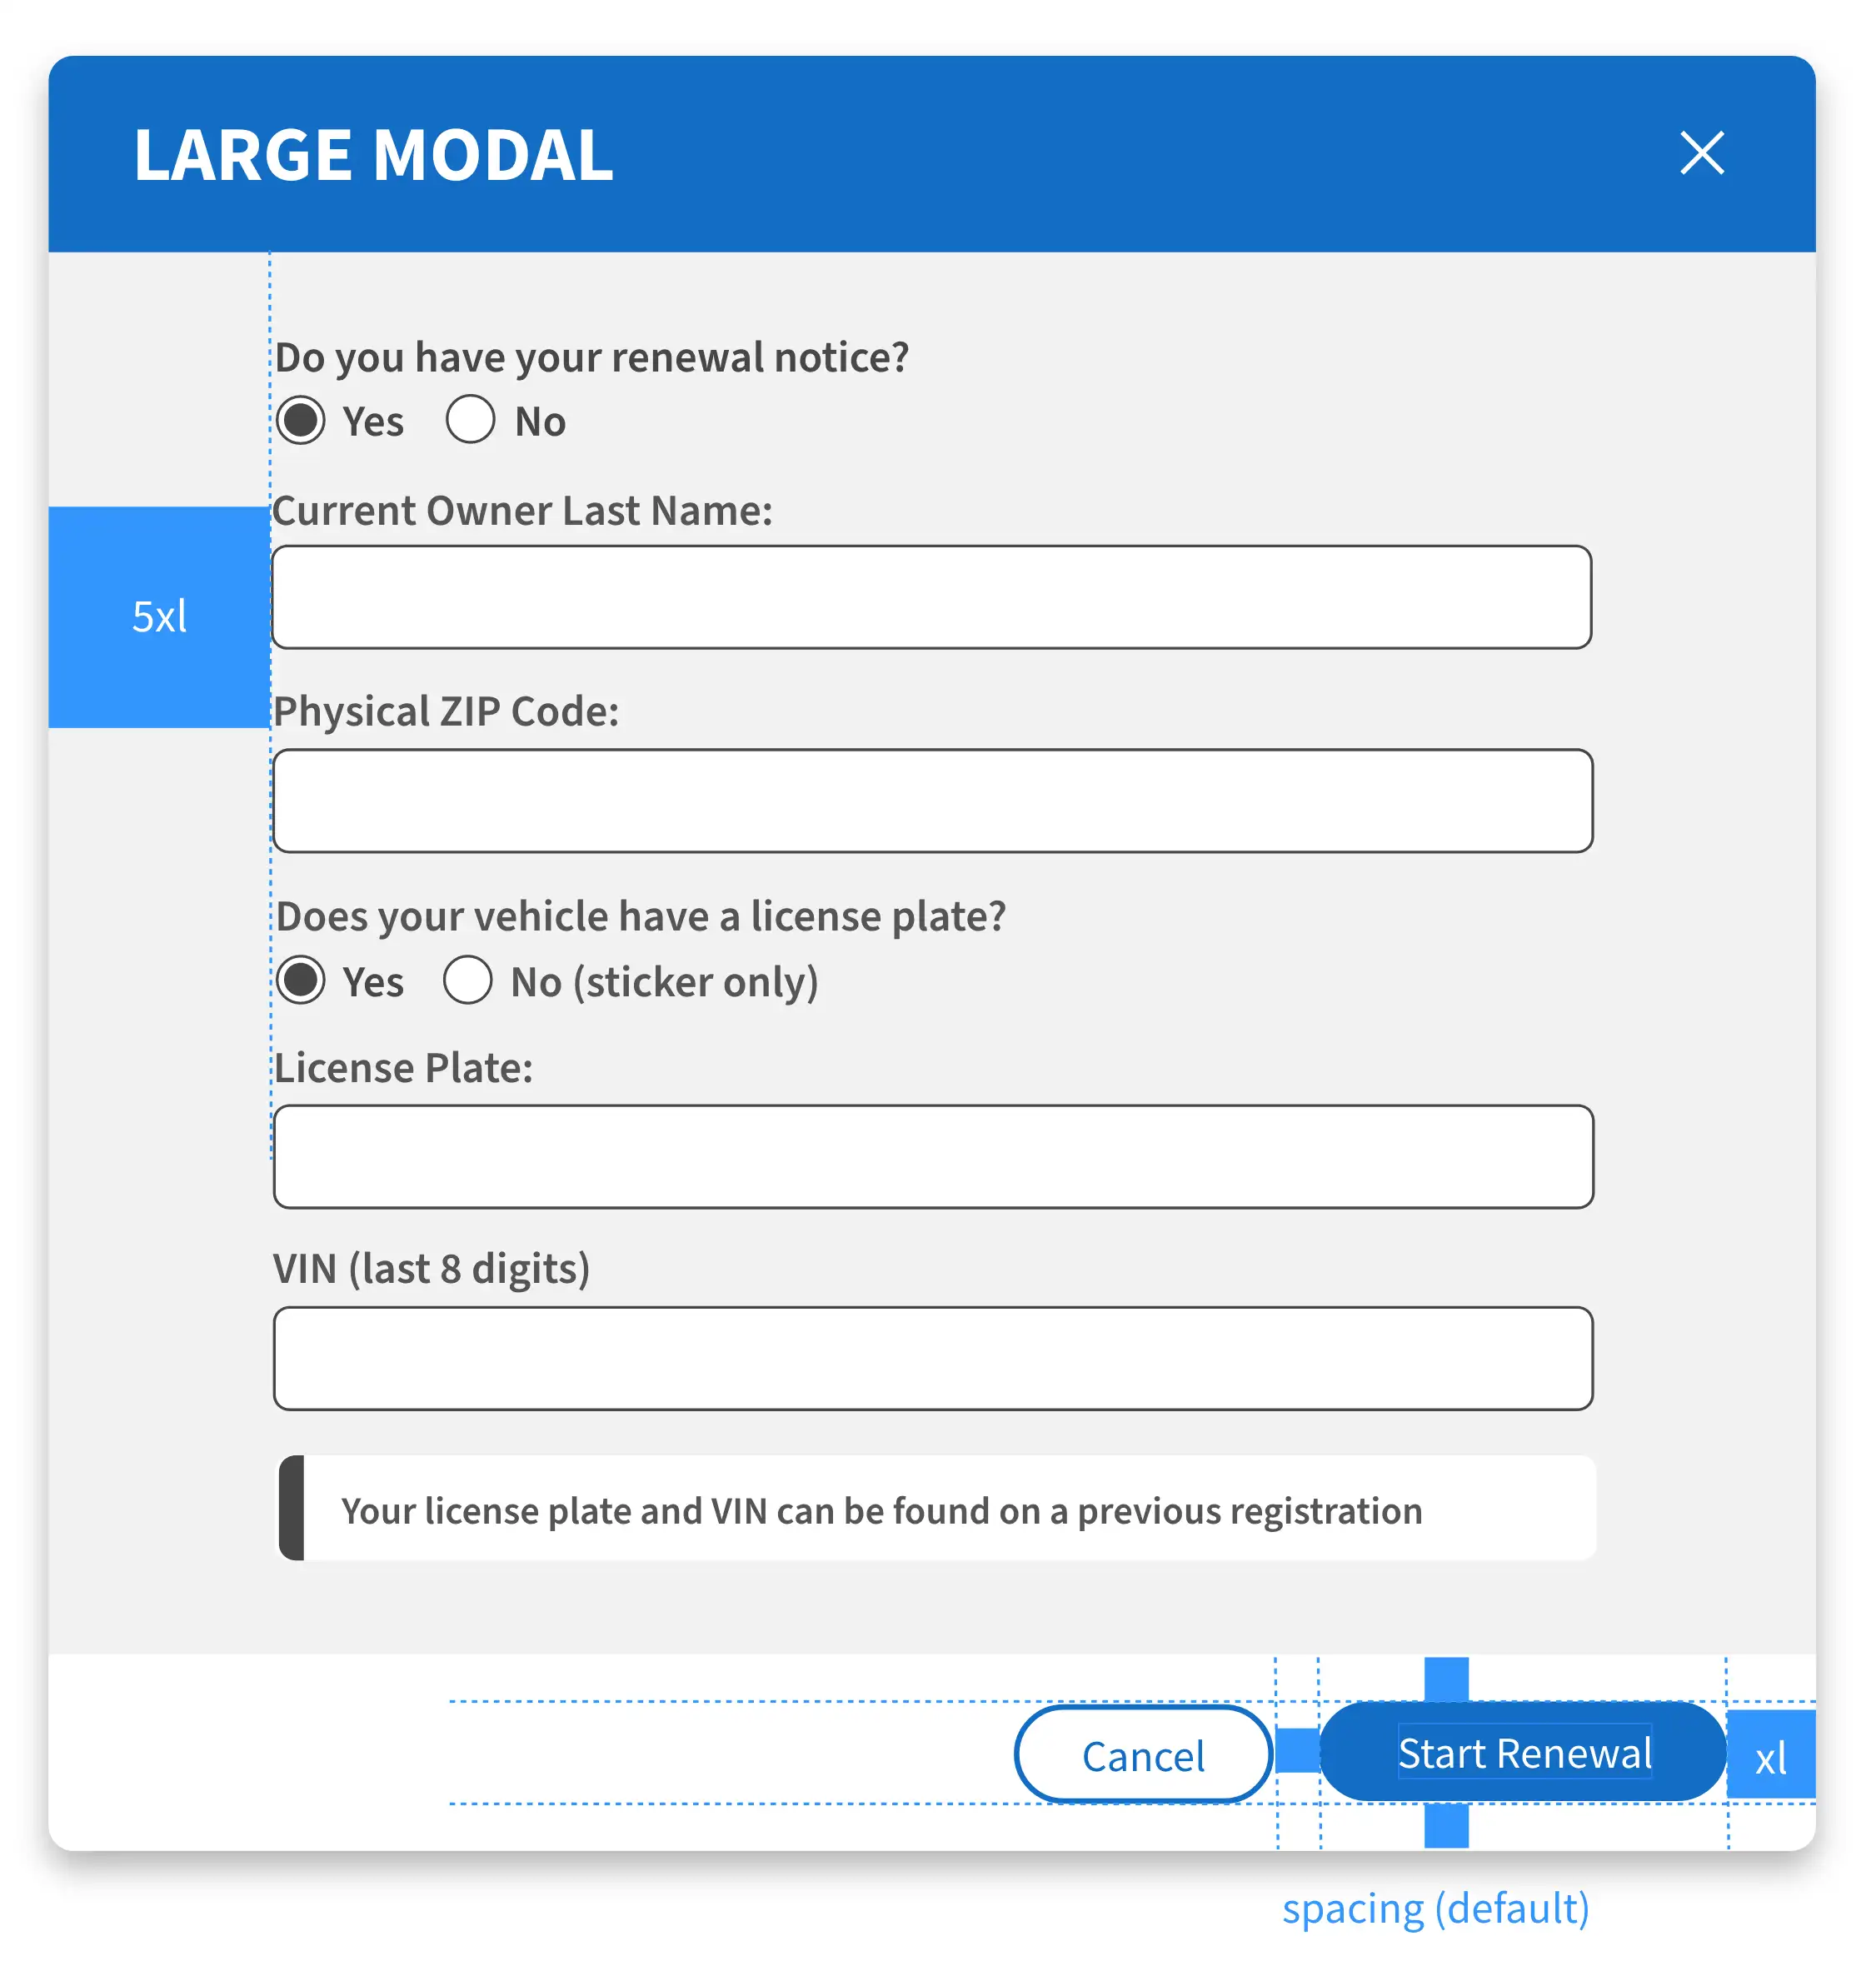 LARGE MODAL
Do you have your renewal notice?
Yes No
Current Owner Last Name:
5xl
Physical ZIP Code:
Does your vehicle have a license plate?
Yes No (sticker only)
License Plate:
VIN (last 8 digits)
Your license plate and VIN can be found on a previous registration
Cancel Start Renewal xl
spacing (default)